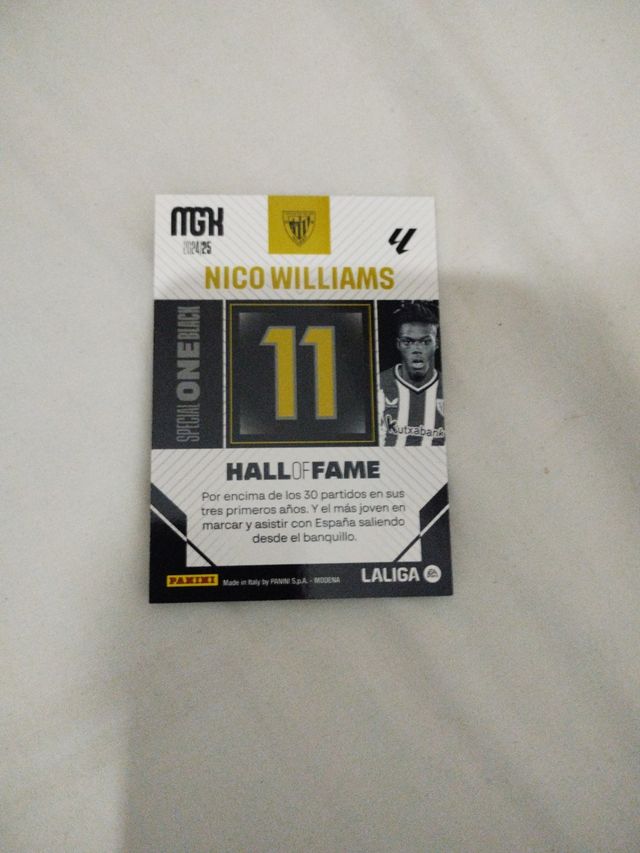 MGK
2024/25
NICO WILLIAMS
SPECIAL ONE BLACK
11
Kutxabank
HALL OF FAME
Por encima de los 30 partidos en sus
tres primeros años. Y el más joven en
marcar y asistir con España saliendo
desde el banquillo.
PANINI Made in Italy by PANINI S.p.A. - MODENA
LALIGA EA